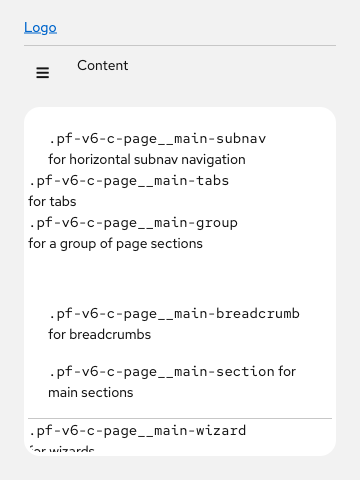 Logo
Content
.pf-v6-c-page__main-subnav
for horizontal subnav navigation
.pf-v6-c-page__main-tabs
for tabs
.pf-v6-c-page__main-group
for a group of page sections
.pf-v6-c-page__main-breadcrumb
for breadcrumbs
.pf-v6-c-page__main-section for
main sections
.pf-v6-c-page__main-wizard
for wizards